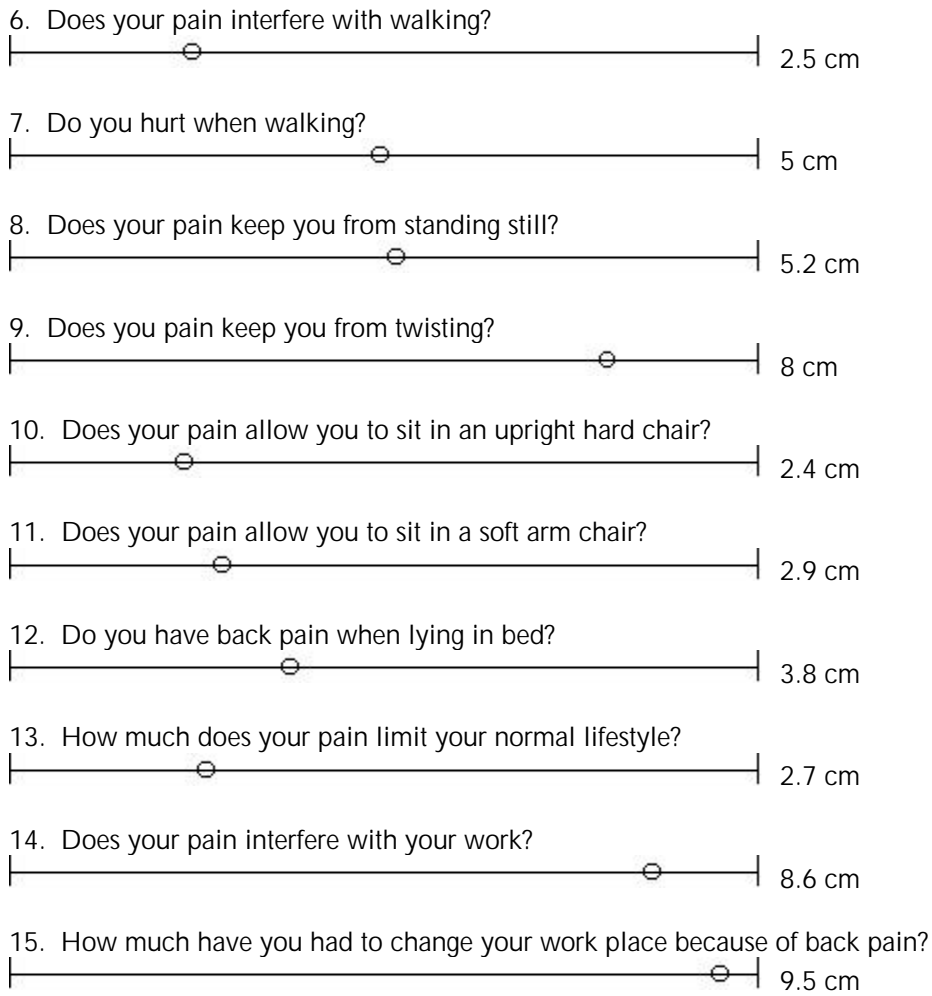 6. Does your pain interfere with walking?
2.5 cm
7. Do you hurt when walking?
5 cm
8. Does your pain keep you from standing still?
5.2 cm
9. Does you pain keep you from twisting?
8 cm
10. Does your pain allow you to sit in an upright hard chair?
2.4 cm
11. Does your pain allow you to sit in a soft arm chair?
2.9 cm
12. Do you have back pain when lying in bed?
3.8 cm
13. How much does your pain limit your normal lifestyle?
2.7 cm
14. Does your pain interfere with your work?
8.6 cm
15. How much have you had to change your work place because of back pain?
9.5 cm